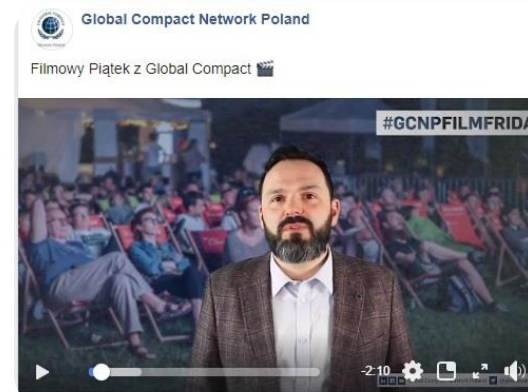 Global Compact Network Poland
Filmowy Piątek z Global Compact
#GCNPFILMFRIDA
-2:10